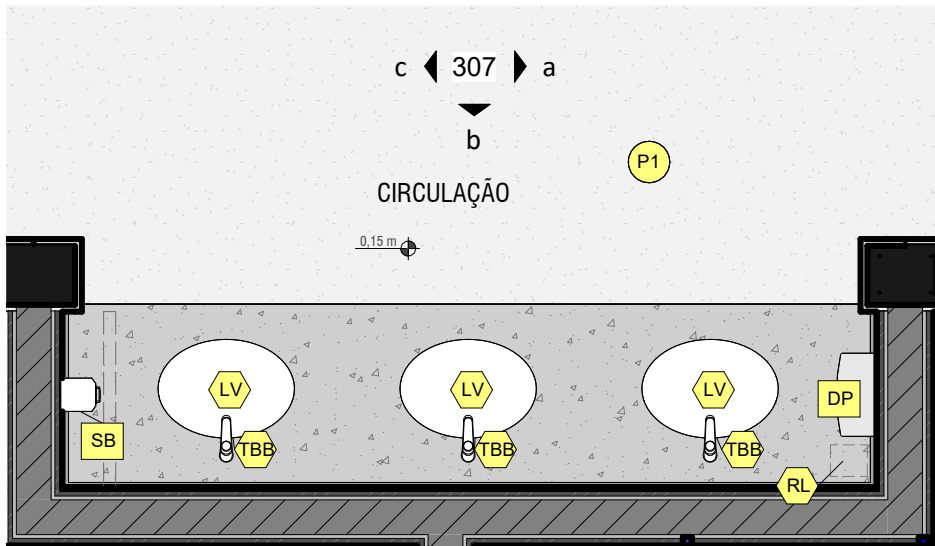 c 307 a
b
P1
CIRCULAÇÃO
0,15 m
LV LV LV DP
SB TBB TBB TBB
RL